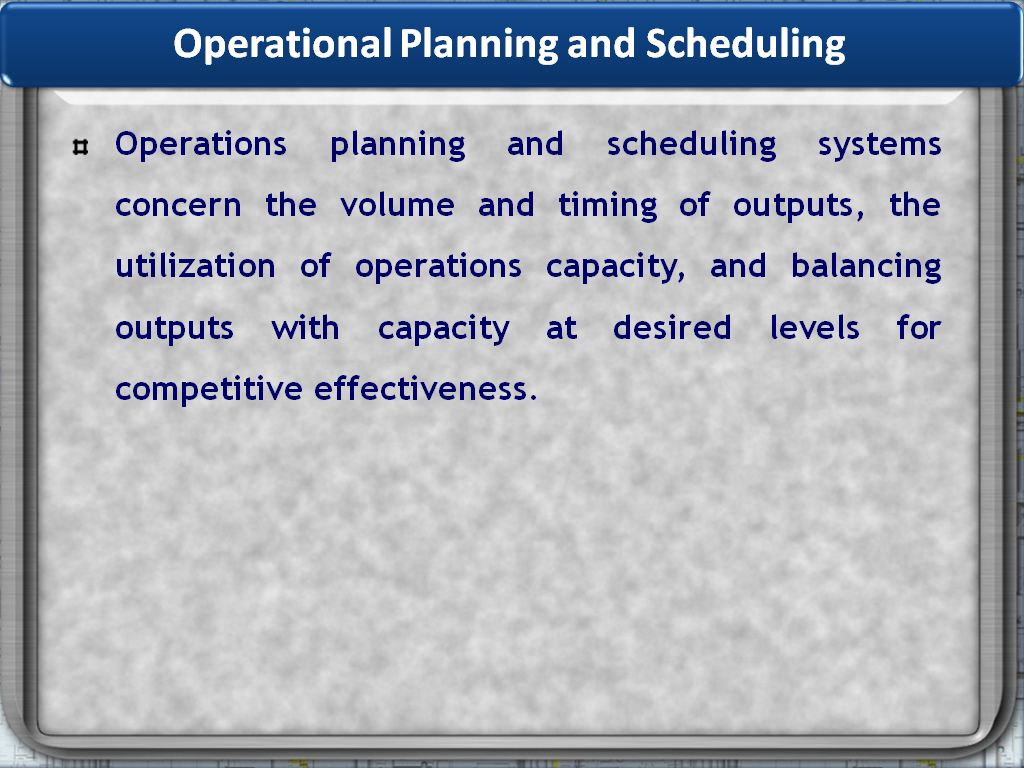 Operational Planning and Scheduling
Operations planning and scheduling systems
concern the volume and timing of outputs, the
utilization of operations capacity, and balancing
outputs with capacity at desired levels for
competitive effectiveness.